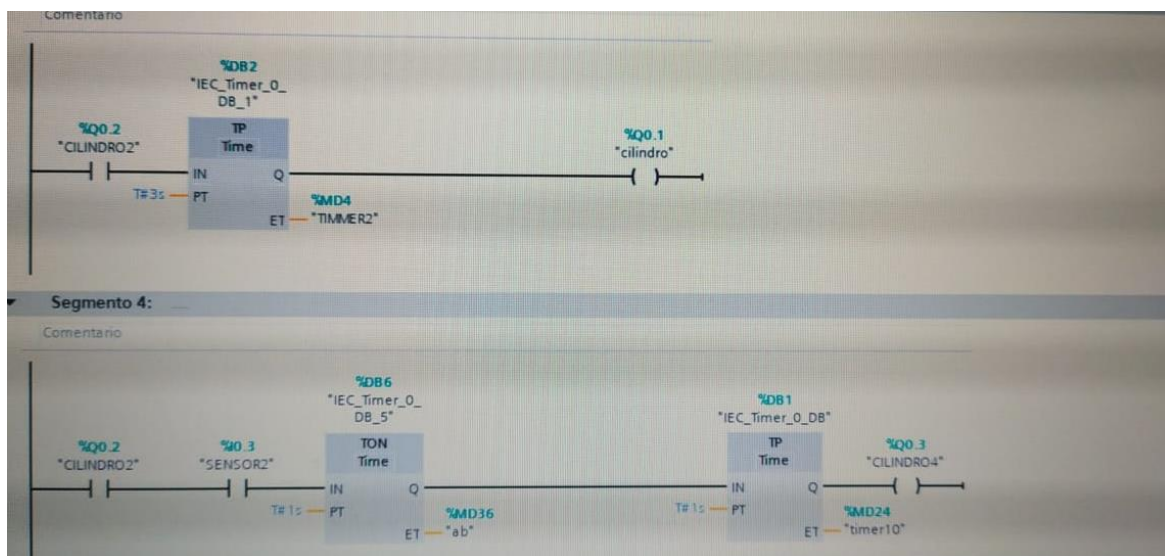 Comentario
%DB2
"IEC_Timer_0_
DB_1"
%Q0.2
"CILINDRO2"
TP
Time
%Q0.1
"cilindro"
IN
Q
T#3s
PT
%MD4
ET
"TIMMER2"
Segmento 4:
Comentario
%DB6
"IEC_Timer_0_
DB_5"
%DB1
"IEC_Timer_0_DB"
%Q0.2
"CILINDRO2"
%I0.3
"SENSOR2"
TON
Time
TP
Time
%Q0.3
"CILINDRO4"
IN
Q
IN
Q
T#1s
PT
%MD36
T#1s
PT
%MD24
ET
"ab"
ET
"timer10"